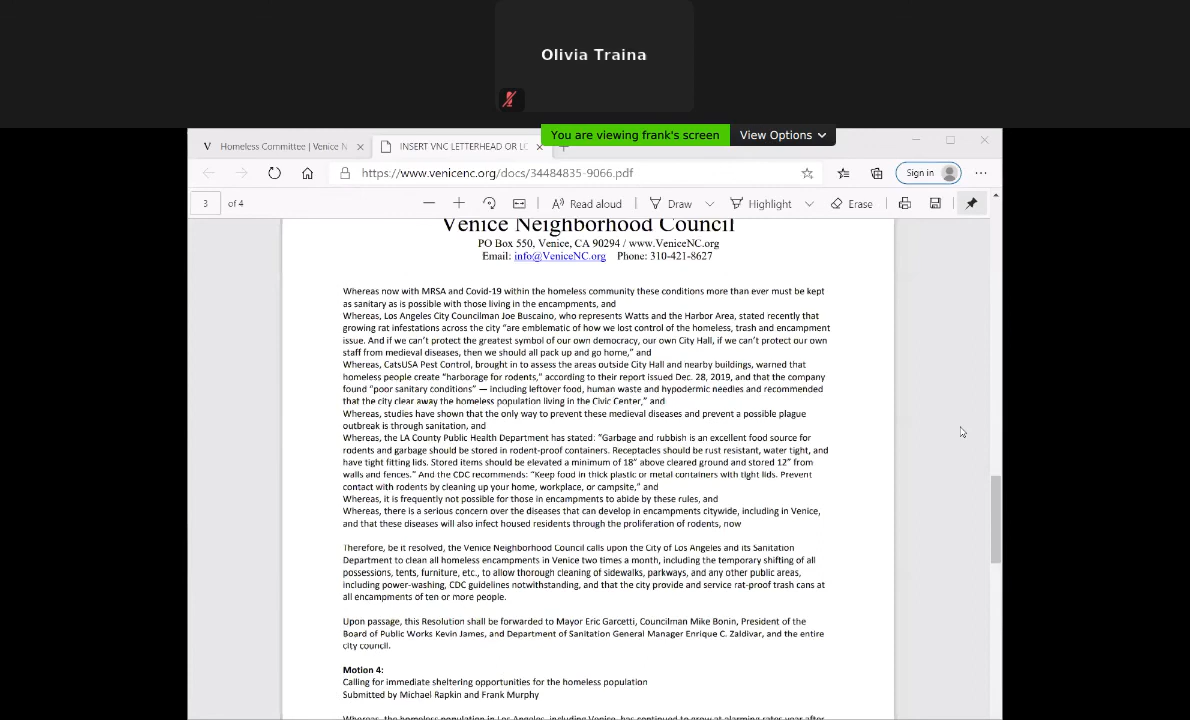 Olivia Traina
You are viewing frank's screen View Options
Homeless Committee | Venice N
INSERT VNC LETTERHEAD OR LO
https://www.venicenc.org/docs/34484835-9066.pdf
Sign in
3 of 4
Read aloud
Draw
Highlight
Erase
Venice Neighborhood Council
PO Box 550, Venice, CA 90294 / www.VeniceNC.org
Email: info@VeniceNC.org Phone: 310-421-8627
Whereas now with MRSA and Covid-19 within the homeless community these conditions more than ever must be kept
as sanitary as is possible with those living in the encampments, and
Whereas, Los Angeles City Councilman Joe Buscaino, who represents Watts and the Harbor Area, stated recently that
growing rat infestations across the city “are emblematic of how we lost control of the homeless, trash and encampment
issue. And if we can’t protect the greatest symbol of our own democracy, our own City Hall, if we can’t protect our own
staff from medieval diseases, then we should all pack up and go home,” and
Whereas, CatsUSA Pest Control, brought in to assess the areas outside City Hall and nearby buildings, warned that
homeless people create “harborage for rodents,” according to their report issued Dec. 28, 2019, and that the company
found “poor sanitary conditions” — including leftover food, human waste and hypodermic needles and recommended
that the city clear away the homeless population living in the Civic Center,” and
Whereas, studies have shown that the only way to prevent these medieval diseases and prevent a possible plague
outbreak is through sanitation, and
Whereas, the LA County Public Health Department has stated: “Garbage and rubbish is an excellent food source for
rodents and garbage should be stored in rodent-proof containers. Receptacles should be rust resistant, water tight, and
have tight fitting lids. Stored items should be elevated a minimum of 18” above cleared ground and stored 12” from
walls and fences.” And the CDC recommends: “Keep food in thick plastic or metal containers with tight lids. Prevent
contact with rodents by cleaning up your home, workplace, or campsite,” and
Whereas, it is frequently not possible for those in encampments to abide by these rules, and
Whereas, there is a serious concern over the diseases that can develop in encampments citywide, including in Venice,
and that these diseases will also infect housed residents through the proliferation of rodents, now
Therefore, be it resolved, the Venice Neighborhood Council calls upon the City of Los Angeles and its Sanitation
Department to clean all homeless encampments in Venice two times a month, including the temporary shifting of all
possessions, tents, furniture, etc., to allow thorough cleaning of sidewalks, parkways, and any other public areas,
including power-washing, CDC guidelines notwithstanding, and that the city provide and service rat-proof trash cans at
all encampments of ten or more people.
Upon passage, this Resolution shall be forwarded to Mayor Eric Garcetti, Councilman Mike Bonin, President of the
Board of Public Works Kevin James, and Department of Sanitation General Manager Enrique C. Zaldivar, and the entire
city council.
Motion 4:
Calling for immediate sheltering opportunities for the homeless population
Submitted by Michael Rapkin and Frank Murphy
Whereas, the homeless population in Los Angeles, including Venice, has continued to grow at alarming rates year after